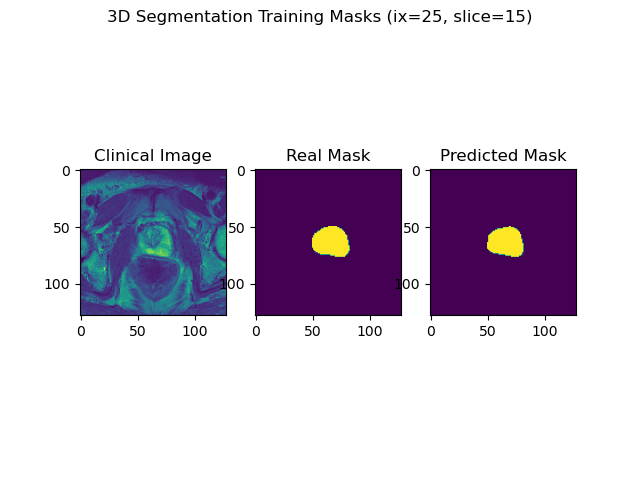 3D Segmentation Training Masks (ix=25, slice=15)
Clinical Image Real Mask Predicted Mask
0 0 0
50 50 50
100 100 100
0 50 100 0 50 100 0 50 100